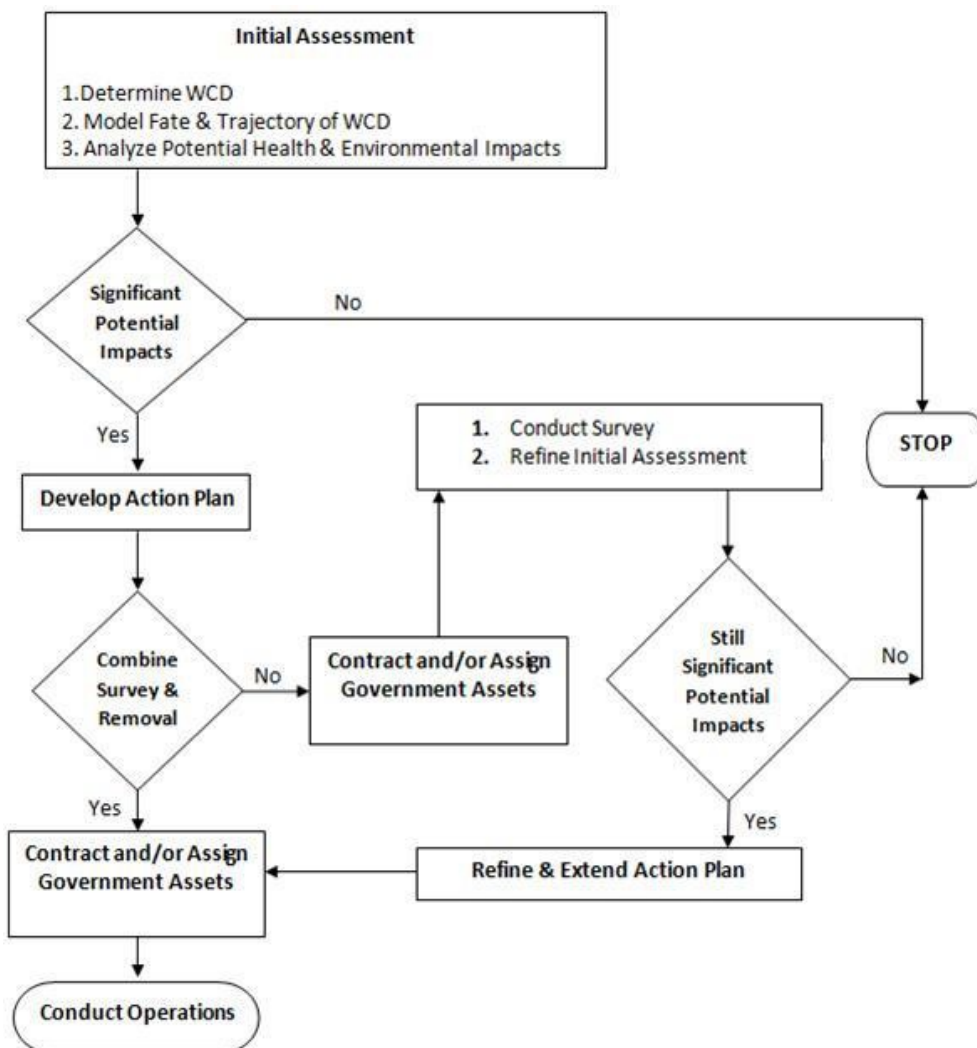 Initial Assessment
1.Determine WCD
2. Model Fate & Trajectory of WCD
3. Analyze Potential Health & Environmental Impacts
Significant
Potential
Impacts
No
Yes
STOP
1. Conduct Survey
2. Refine Initial Assessment
Develop Action Plan
Combine
Survey &
Removal
No
Contract and/or Assign
Government Assets
Still
Significant
Potential
Impacts
No
Yes
Yes
Contract and/or Assign
Government Assets
Refine & Extend Action Plan
Conduct Operations